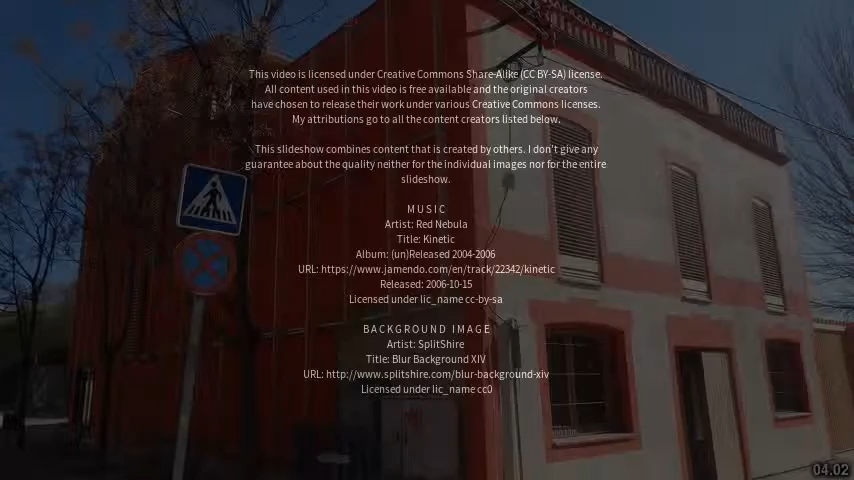 This video is licensed under Creative Commons Share-Alike (CC BY-SA) license.
All content used in this video is free available and the original creators
have chosen to release their work under various Creative Commons licenses.
My attributions go to all the content creators listed below.
This slideshow combines content that is created by others. I don't give any
guarantee about the quality neither for the individual images nor for the entire
slideshow.
MUSIC
Artist: Red Nebula
Title: Kinetic
Album: (un)Released 2004-2006
URL: https://www.jamendo.com/en/track/22342/kinetic
Released: 2006-10-15
Licensed under lic_name cc-by-sa
BACKGROUND IMAGE
Artist: SplitShire
Title: Blur Background XIV
URL: http://www.splitshire.com/blur-background-xiv
Licensed under lic_name cc0
04.02